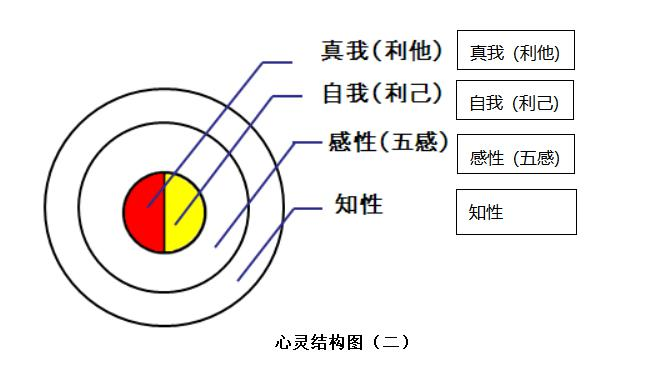 真我(利他)
真我 (利他)
自我(利己)
自我 (利己)
感性(五感)
感性 (五感)
知性
知性
心灵结构图（二）